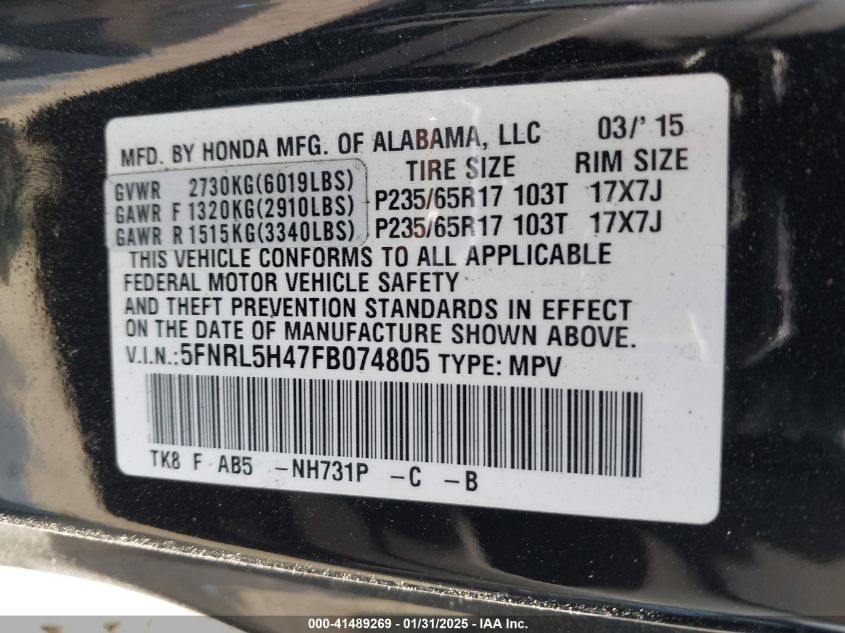 MFD. BY HONDA MFG. OF ALABAMA, LLC 03/' 15
TIRE SIZE RIM SIZE
GVWR 2730KG(6019LBS)
GAWR F 1320KG(2910LBS) P235/65R17 103T 17X7J
GAWR R 1515KG(3340LBS) P235/65R17 103T 17X7J
THIS VEHICLE CONFORMS TO ALL APPLICABLE
FEDERAL MOTOR VEHICLE SAFETY
AND THEFT PREVENTION STANDARDS IN EFFECT
ON THE DATE OF MANUFACTURE SHOWN ABOVE.
V.I.N.:5FNRL5H47FB074805 TYPE: MPV
TK8 F AB5 -NH731P -C -B
000-41489269 - 01/31/2025 - IAA Inc.